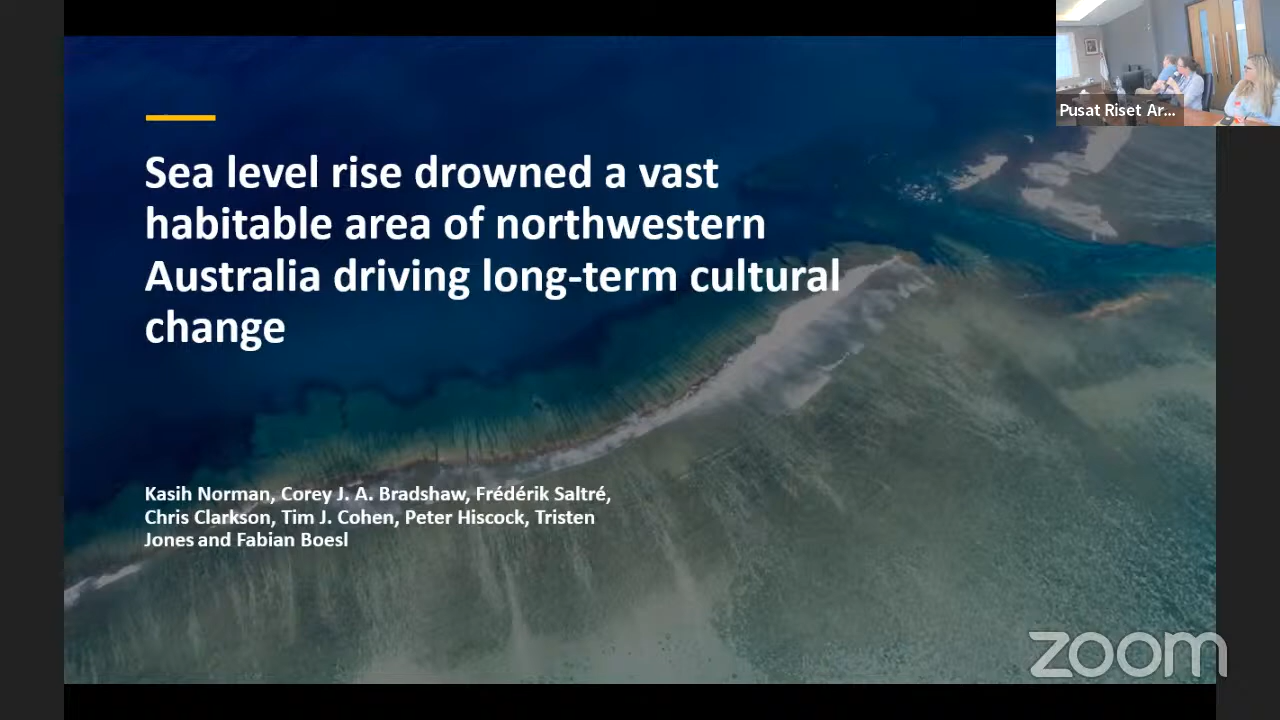 Pusat Riset Ar...
Sea level rise drowned a vast
habitable area of northwestern
Australia driving long-term cultural
change
Kasih Norman, Corey J. A. Bradshaw, Frédérik Saltré,
Chris Clarkson, Tim J. Cohen, Peter Hiscock, Tristen
Jones and Fabian Boesl
zoom